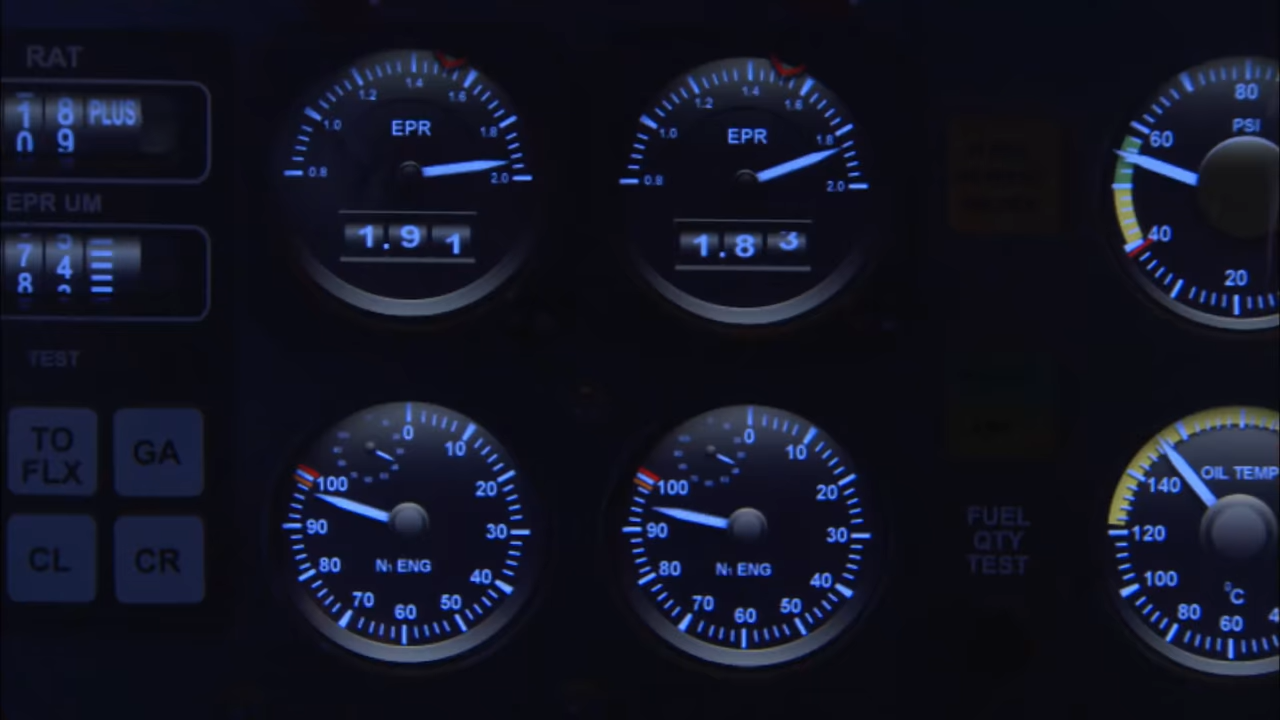 RAT
1 8 PLUS
0 9
EPR UM
7 4
8
TEST
TO
FLX
GA
CL
CR
0.8 1.0 1.2 1.4 1.6 1.8 2.0
EPR
1.9 1
0.8 1.0 1.2 1.4 1.6 1.8 2.0
EPR
1.8 3
0 10 20 30 40 50 60 70 80 90 100
N₁ ENG
0 10 20 30 40 50 60 70 80 90 100
N₁ ENG
80
PSI
60
40
20
FUEL
QTY
TEST
OIL TEMP
140
120
100
80
60
4
°C